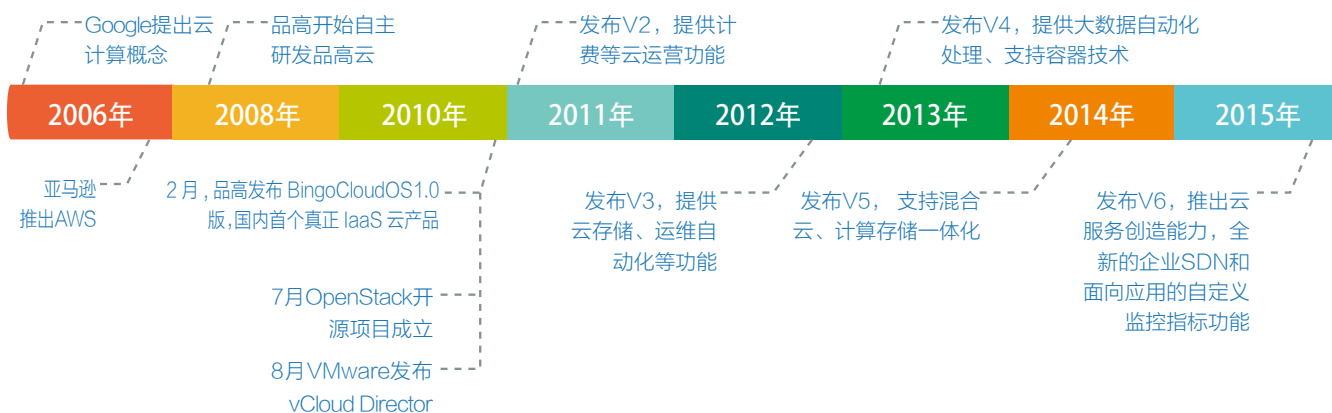 Google提出云
计算概念
品高开始自主
研发品高云
发布V2，提供计
费等云运营功能
发布V4，提供大数据自动化
处理、支持容器技术
2006年
2008年
2010年
2011年
2012年
2013年
2014年
2015年
亚马逊
推出AWS
2月，品高发布 BingoCloudOS1.0
版,国内首个真正 IaaS 云产品
7月OpenStack开
源项目成立
8月VMware发布
vCloud Director
发布V3，提供
云存储、运维自
动化等功能
发布V5， 支持混合
云、计算存储一体化
发布V6，推出云
服务创造能力，全
新的企业SDN和
面向应用的自定义
监控指标功能